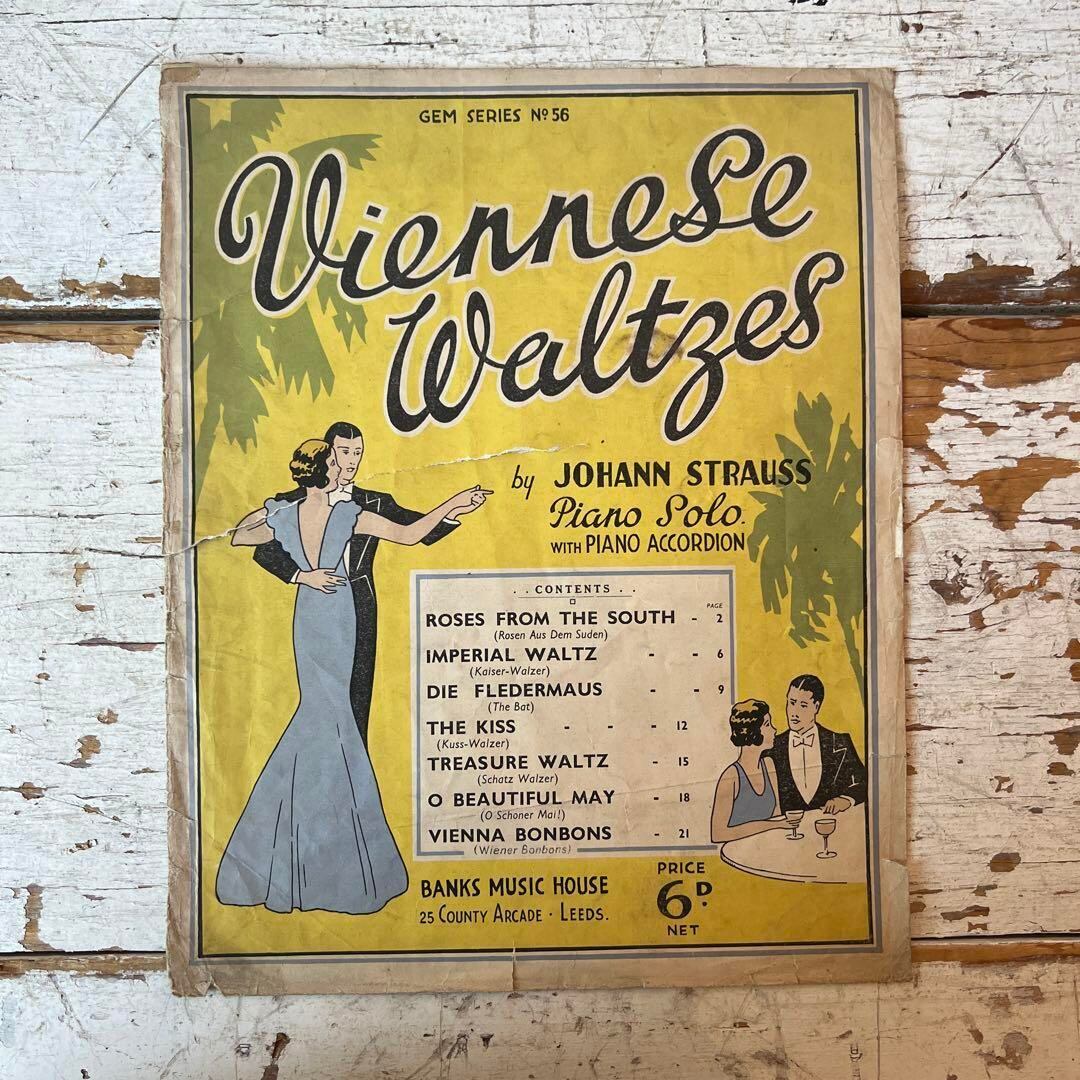 GEM SERIES Nº 56
Viennese
Waltzes
by JOHANN STRAUSS
Piano Solo.
WITH PIANO ACCORDION
. . CONTENTS . .
PAGE
ROSES FROM THE SOUTH - 2
(Rosen Aus Dem Suden)
IMPERIAL WALTZ - - 6
(Kaiser-Walzer)
DIE FLEDERMAUS - - 9
(The Bat)
THE KISS - - - 12
(Kuss-Walzer)
TREASURE WALTZ - 15
(Schatz Walzer)
O BEAUTIFUL MAY - 18
(O Schoner Mai!)
VIENNA BONBONS - 21
(Wiener Bonbons)
BANKS MUSIC HOUSE
25 COUNTY ARCADE · LEEDS.
PRICE
6D.
NET